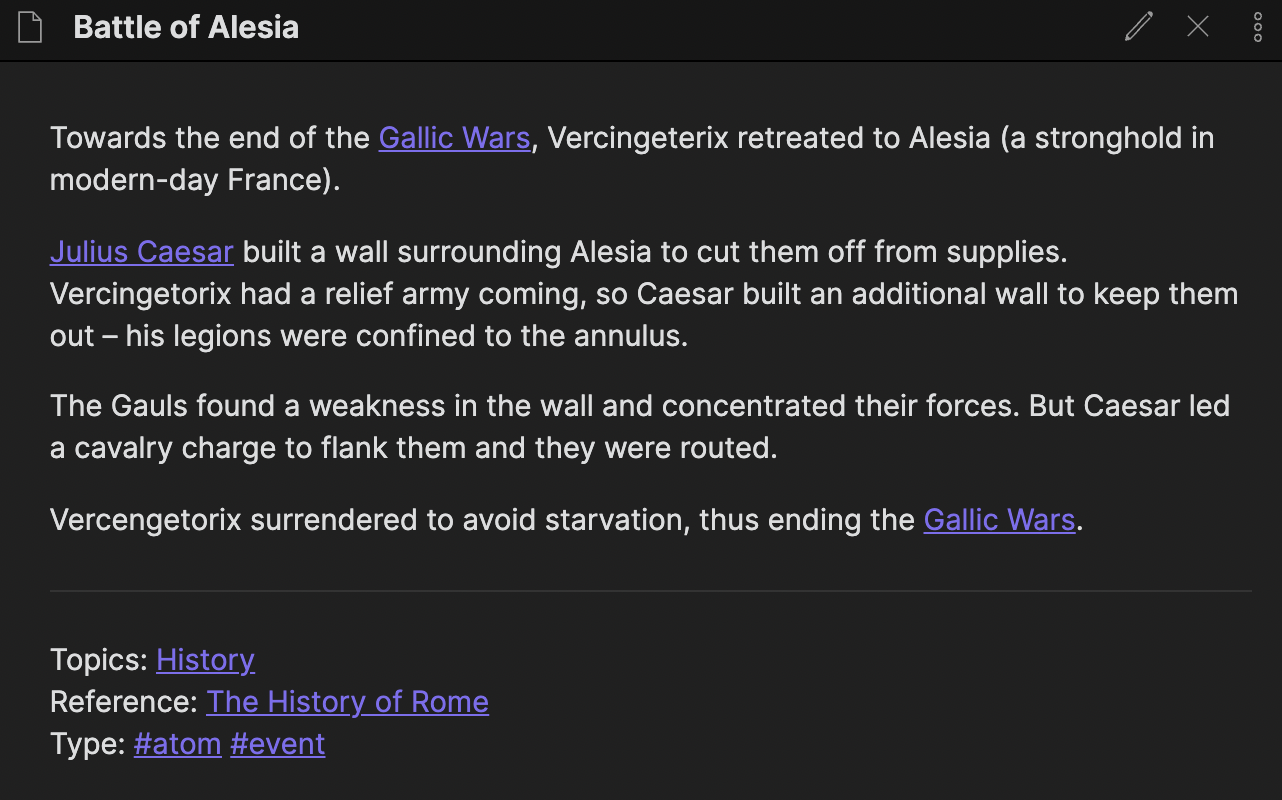 Battle of Alesia
Towards the end of the Gallic Wars, Vercingeterix retreated to Alesia (a stronghold in
modern-day France).
Julius Caesar built a wall surrounding Alesia to cut them off from supplies.
Vercingetorix had a relief army coming, so Caesar built an additional wall to keep them
out – his legions were confined to the annulus.
The Gauls found a weakness in the wall and concentrated their forces. But Caesar led
a cavalry charge to flank them and they were routed.
Vercengetorix surrendered to avoid starvation, thus ending the Gallic Wars.
Topics: History
Reference: The History of Rome
Type: #atom #event